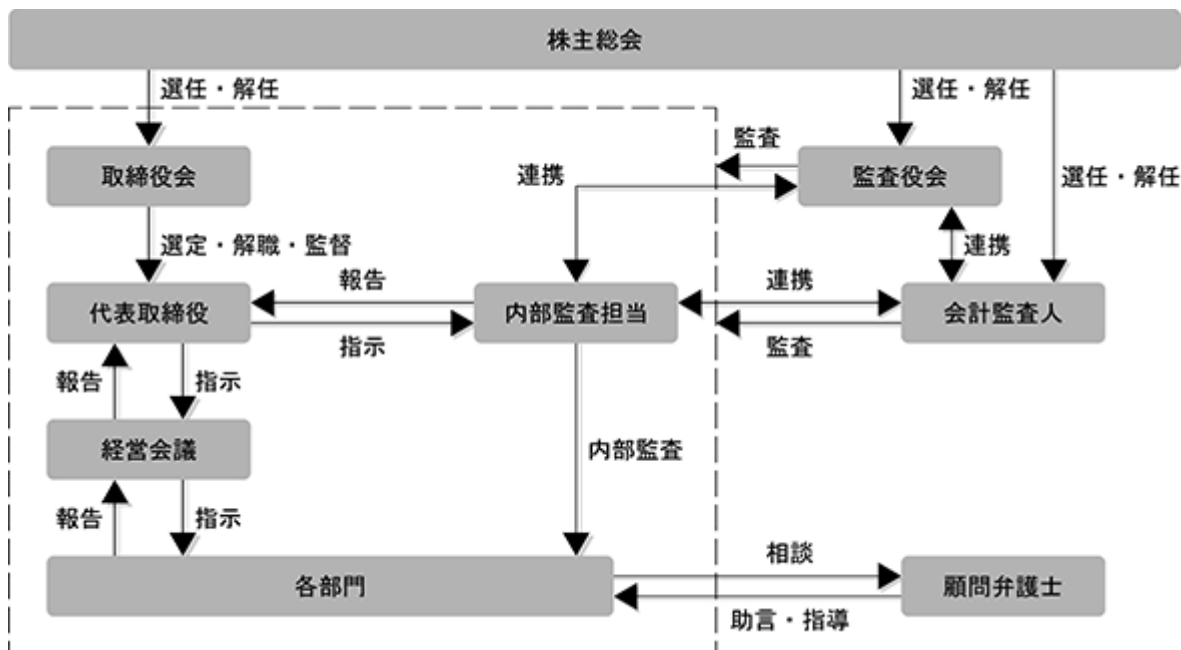 株主総会
選任・解任
選任・解任
監査
取締役会
連携
監査役会
選任・解任
選定・解職・監督
連携
報告
連携
代表取締役
内部監査担当
会計監査人
指示
監査
報告
指示
経営会議
内部監査
報告
指示
相談
各部門
顧問弁護士
助言・指導